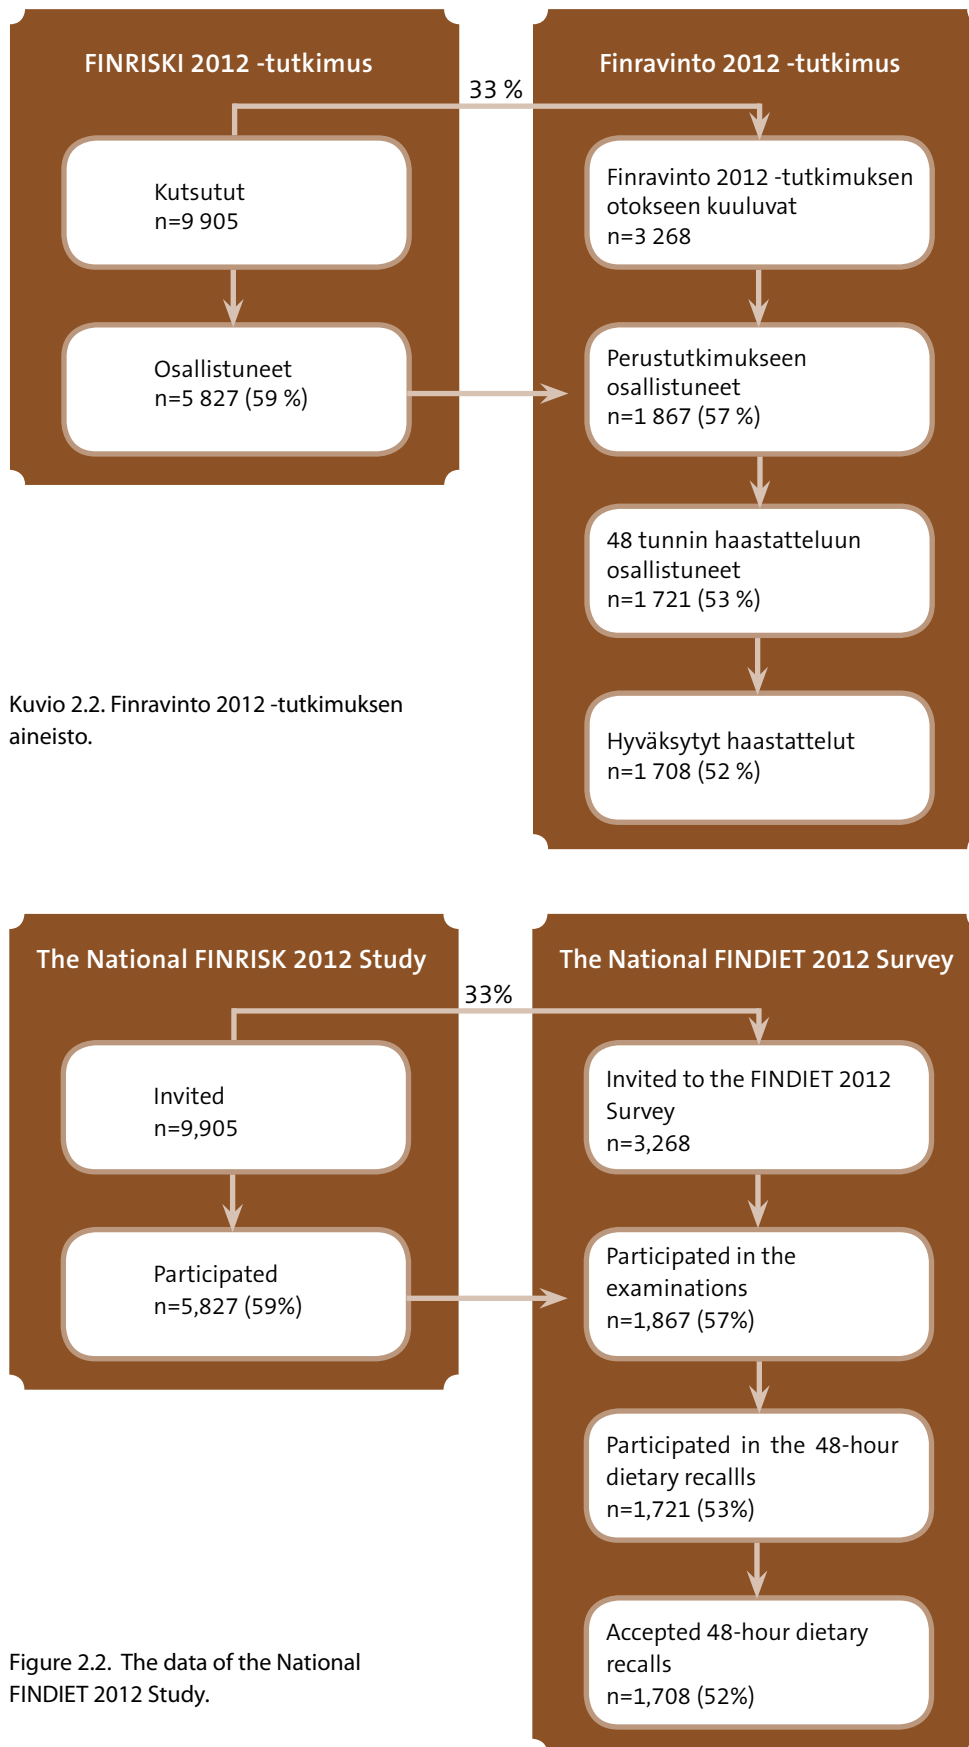 FINRISKI 2012 -tutkimus
33 %
Kutsutut
n=9 905
Osallistuneet
n=5 827 (59 %)
Finravinto 2012 -tutkimus
Finravinto 2012 -tutkimuksen
otokseen kuuluvat
n=3 268
Perustutkimukseen
osallistuneet
n=1 867 (57 %)
48 tunnin haastatteluun
osallistuneet
n=1 721 (53 %)
Hyväksytyt haastattelut
n=1 708 (52 %)
Kuvio 2.2. Finravinto 2012 -tutkimuksen
aineisto.
The National FINRISK 2012 Study
33%
Invited
n=9,905
Participated
n=5,827 (59%)
The National FINDIET 2012 Survey
Invited to the FINDIET 2012
Survey
n=3,268
Participated in the
examinations
n=1,867 (57%)
Participated in the 48-hour
dietary recallls
n=1,721 (53%)
Accepted 48-hour dietary
recalls
n=1,708 (52%)
Figure 2.2. The data of the National
FINDIET 2012 Study.